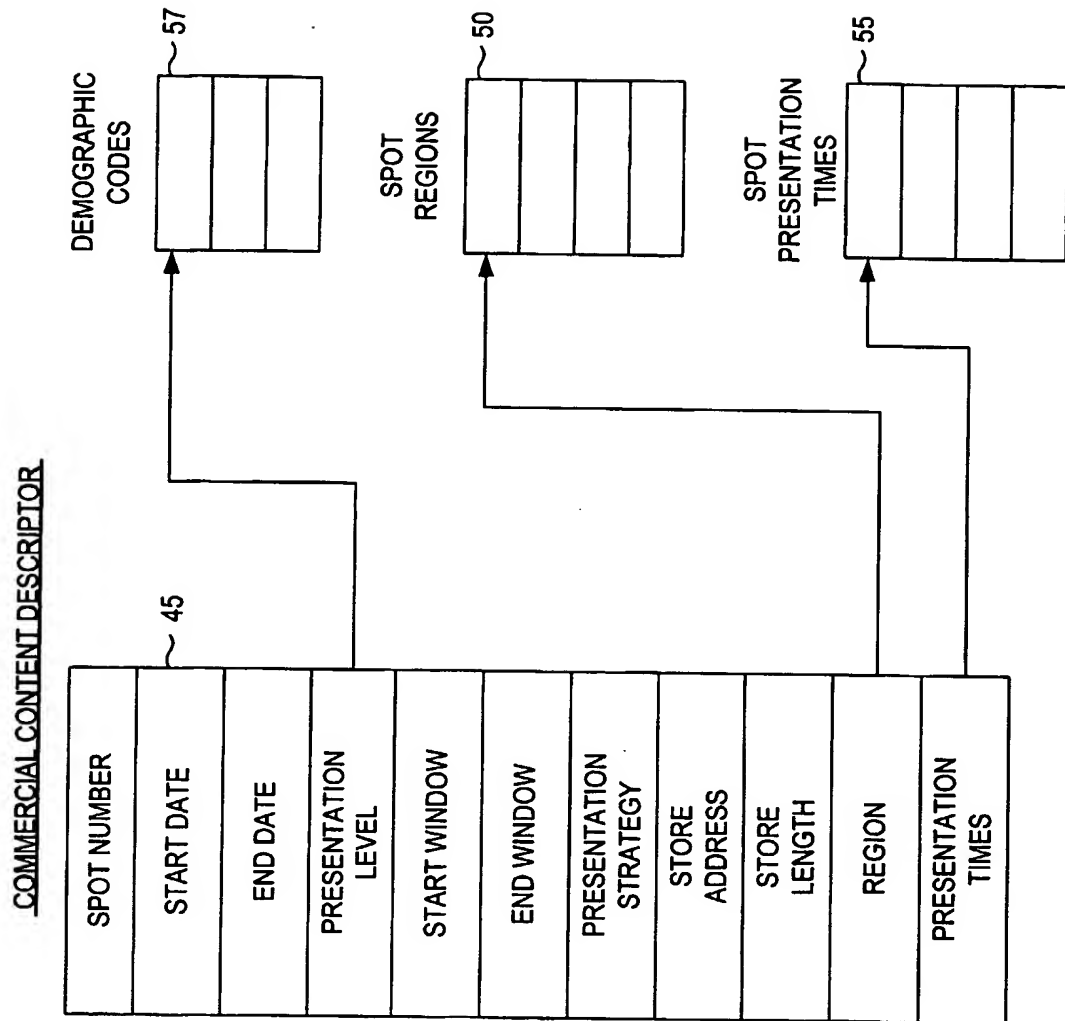 COMMERCIAL CONTENT DESCRIPTOR
SPOT NUMBER
START DATE
45
END DATE
PRESENTATION
LEVEL
START WINDOW
END WINDOW
PRESENTATION
STRATEGY
STORE
ADDRESS
STORE
LENGTH
REGION
PRESENTATION
TIMES
DEMOGRAPHIC
CODES
57
SPOT
REGIONS
50
SPOT
PRESENTATION
TIMES
55